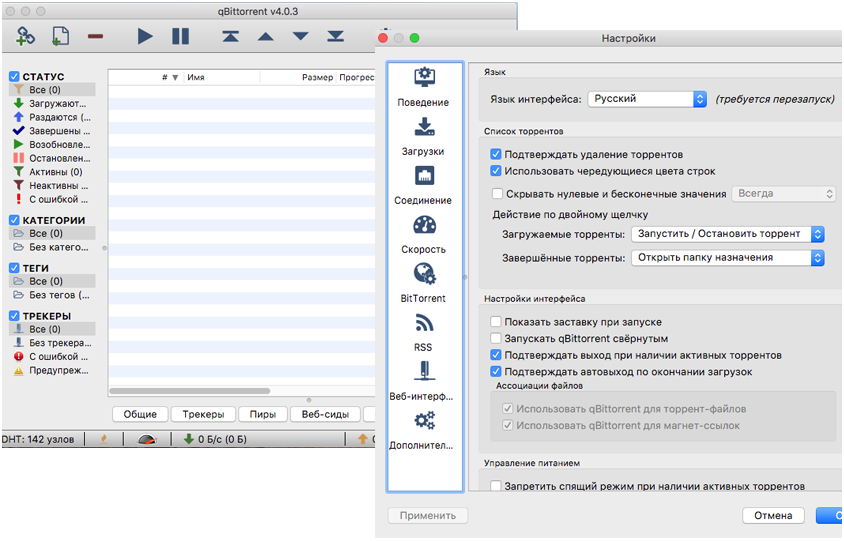 qBittorrent v4.0.3
# ▼ Имя Размер Прогрес
СТАТУС
Все (0)
Загружают...
Раздаются (...
Завершены ...
Возобновле...
Остановлен...
Активны (0)
Неактивны ...
С ошибкой ...
КАТЕГОРИИ
Все (0)
Без катего...
ТЕГИ
Все (0)
Без тегов (...
ТРЕКЕРЫ
Все (0)
Без трекера...
С ошибкой ...
Предупреж...
Общие Трекеры Пиры Веб-сиды
DHT: 142 узлов 0 Б/с (0 Б)
Настройки
Поведение
Загрузки
Соединение
Скорость
BitTorrent
RSS
Веб-интерф...
Дополнител...
Язык
Язык интерфейса: Русский (требуется перезапуск)
Список торрентов
Подтверждать удаление торрентов
Использовать чередующиеся цвета строк
Скрывать нулевые и бесконечные значения Всегда
Действие по двойному щелчку
Загружаемые торренты: Запустить / Остановить торрент
Завершённые торренты: Открыть папку назначения
Настройки интерфейса
Показать заставку при запуске
Запускать qBittorrent свёрнутым
Подтверждать выход при наличии активных торрентов
Подтверждать автовыход по окончании загрузок
Ассоциации файлов
Использовать qBittorrent для торрент-файлов
Использовать qBittorrent для магнет-ссылок
Управление питанием
Запретить спящий режим при наличии активных торрентов
Применить Отмена